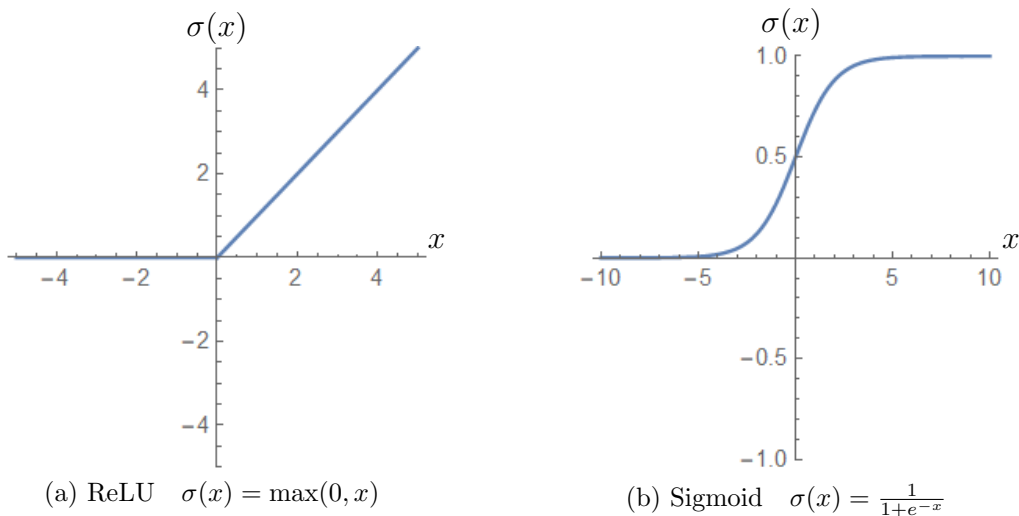 σ(x)
4
2
x
−4 −2 2 4
−2
−4
(a) ReLU σ(x) = max(0, x)
σ(x)
1.0
0.5
x
−10 −5 5 10
−0.5
−1.0
(b) Sigmoid σ(x) = 1/(1+e^{−x})